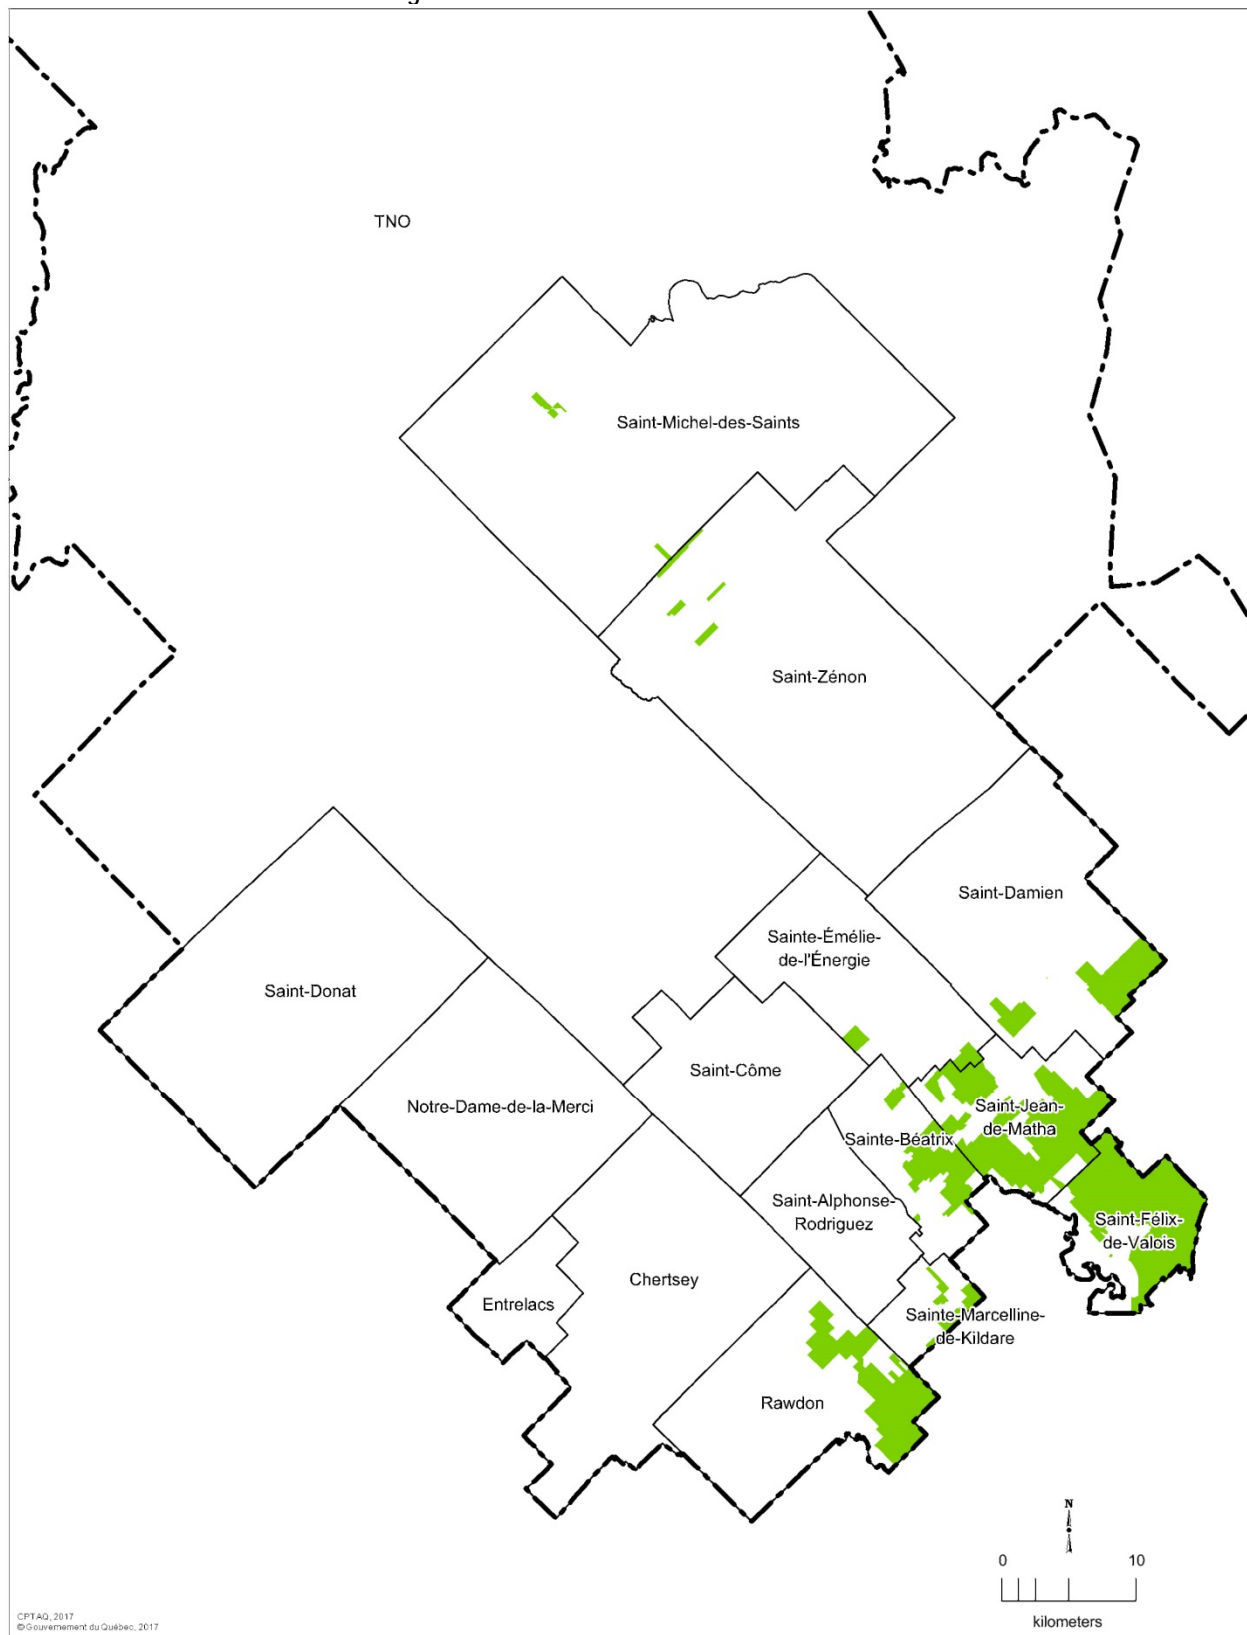 TNO
Saint-Michel-des-Saints
Saint-Zénon
Saint-Damien
Sainte-Émélie-
de-l'Énergie
Saint-Donat
Saint-Côme
Notre-Dame-de-la-Merci
Saint-Jean-
de-Matha
Sainte-Béatrix
Saint-Alphonse-
Rodriguez
Saint-Félix-
de-Valois
Chertsey
Entrelacs
Sainte-Marcelline-
de-Kildare
Rawdon
N
0 10
kilometers
CPTAQ, 2017
© Gouvernement du Québec, 2017